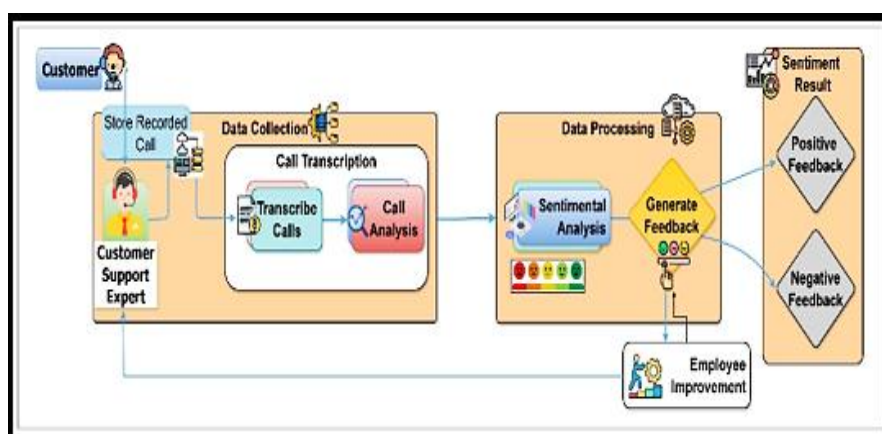 Customer
Store Recorded
Call
Data Collection
Call Transcription
Transcribe
Calls
Call
Analysis
Customer
Support
Expert
Data Processing
Sentimental
Analysis
Generate
Feedback
Employee
Improvement
Sentiment
Result
Positive
Feedback
Negative
Feedback